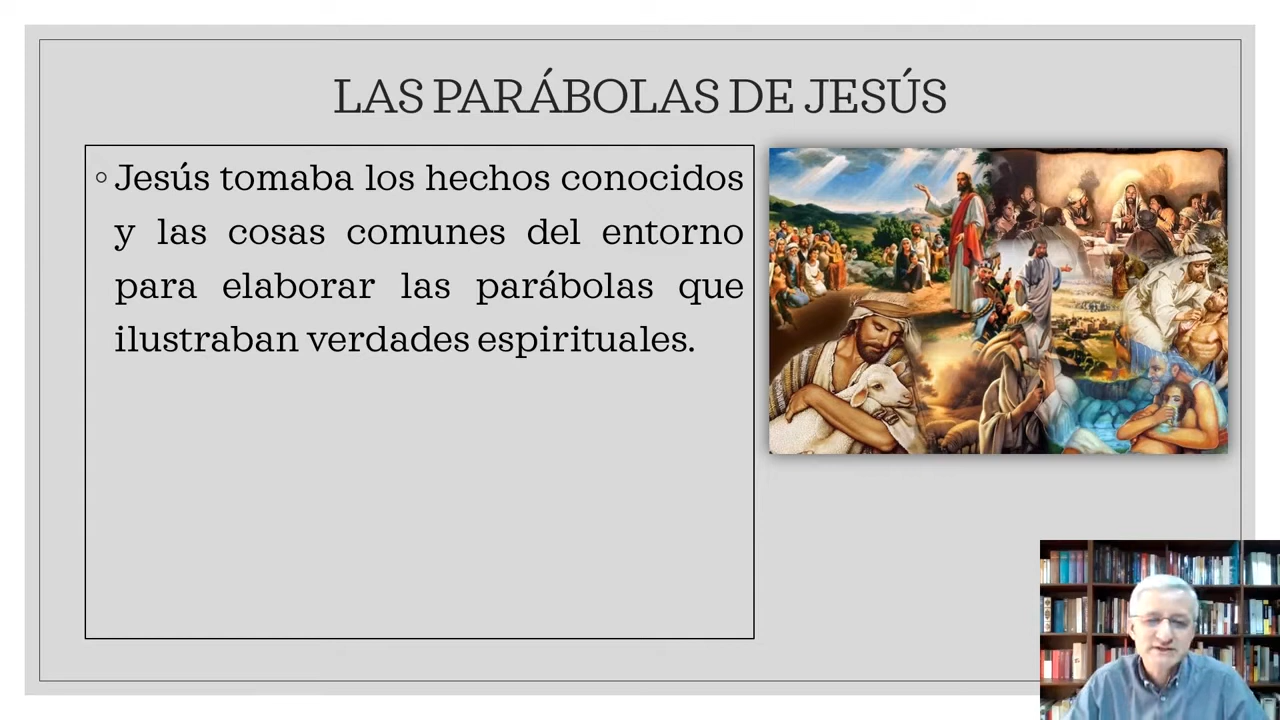 LAS PARÁBOLAS DE JESÚS
◦ Jesús tomaba los hechos conocidos
y las cosas comunes del entorno
para elaborar las parábolas que
ilustraban verdades espirituales.